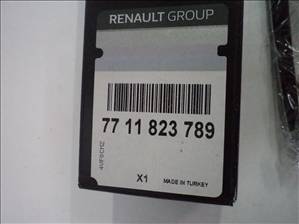 RENAULT GROUP
77 11 823 789
X1
MADE IN TURKEY